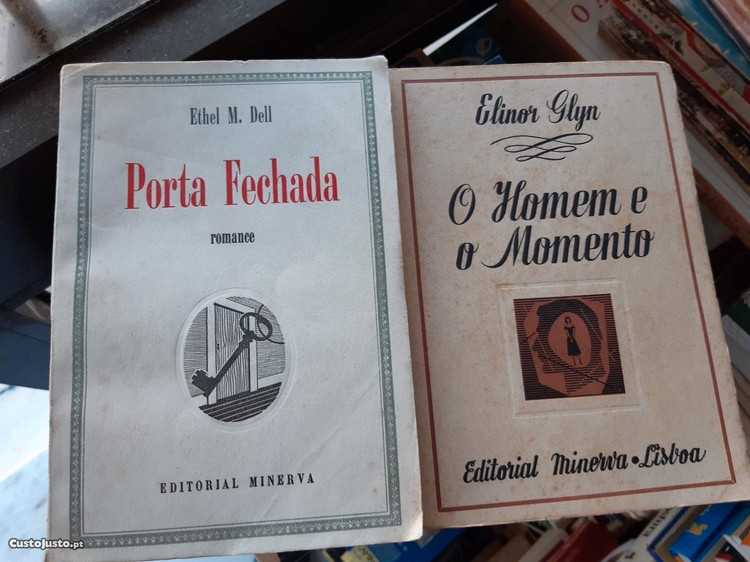 Ethel M. Dell
Porta Fechada
romance
EDITORIAL MINERVA
Elinor Glyn
O Homem e
o Momento
Editorial Minerva • Lisboa
CustoJusto.pt